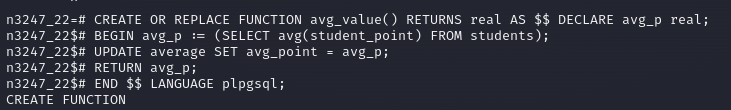 n3247_22=# CREATE OR REPLACE FUNCTION avg_value() RETURNS real AS $$ DECLARE avg_p real;
n3247_22$# BEGIN avg_p := (SELECT avg(student_point) FROM students);
n3247_22$# UPDATE average SET avg_point = avg_p;
n3247_22$# RETURN avg_p;
n3247_22$# END $$ LANGUAGE plpgsql;
CREATE FUNCTION